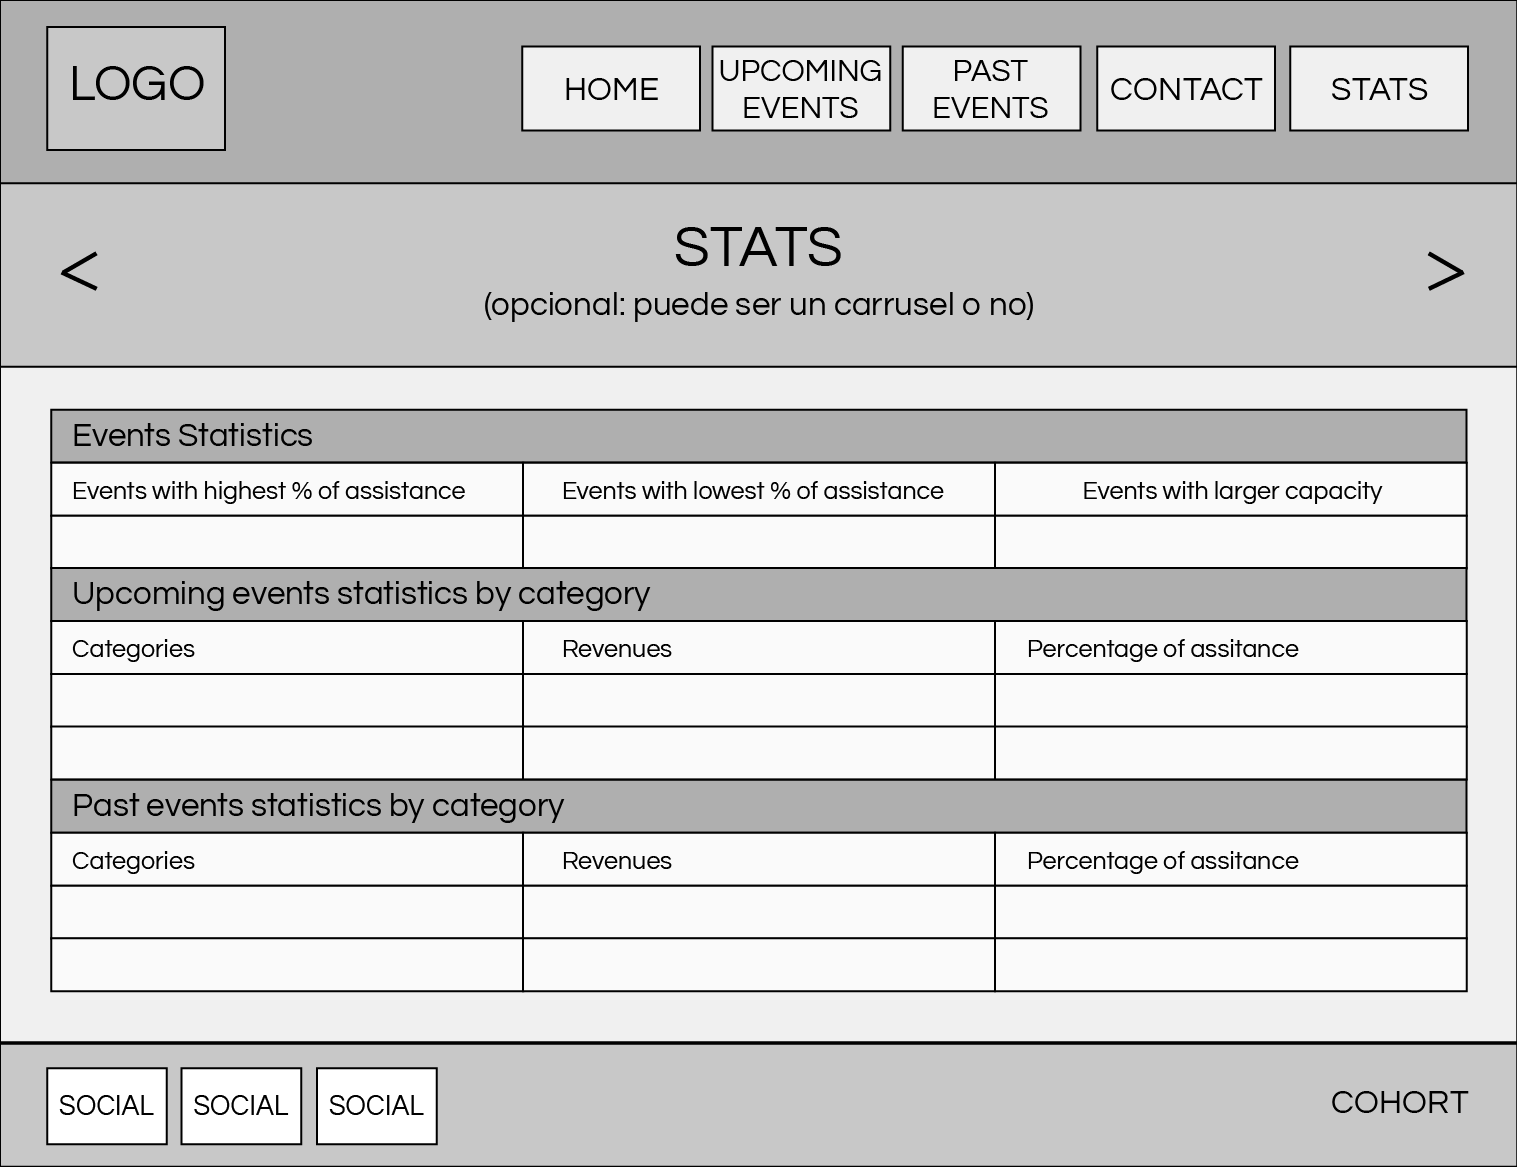 LOGO
HOME
UPCOMING
EVENTS
PAST
EVENTS
CONTACT
STATS
<
STATS
(opcional: puede ser un carrusel o no)
>
Events Statistics
Events with highest % of assistance
Events with lowest % of assistance
Events with larger capacity
Upcoming events statistics by category
Categories
Revenues
Percentage of assitance
Past events statistics by category
Categories
Revenues
Percentage of assitance
SOCIAL
SOCIAL
SOCIAL
COHORT